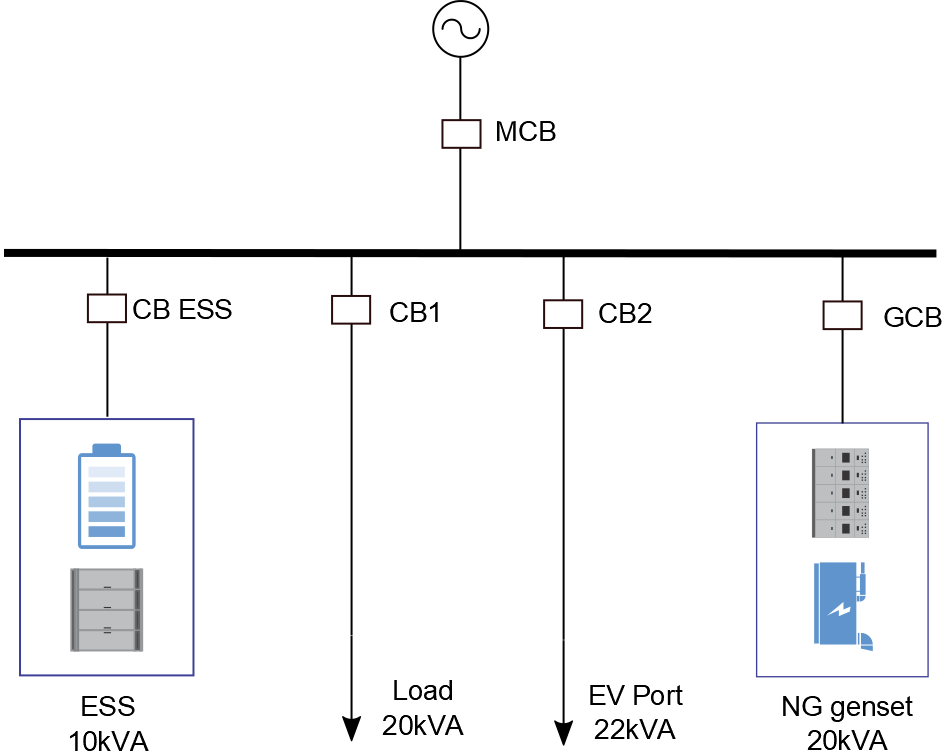 MCB
CB ESS
CB1
CB2
GCB
ESS
10kVA
Load
20kVA
EV Port
22kVA
NG genset
20kVA